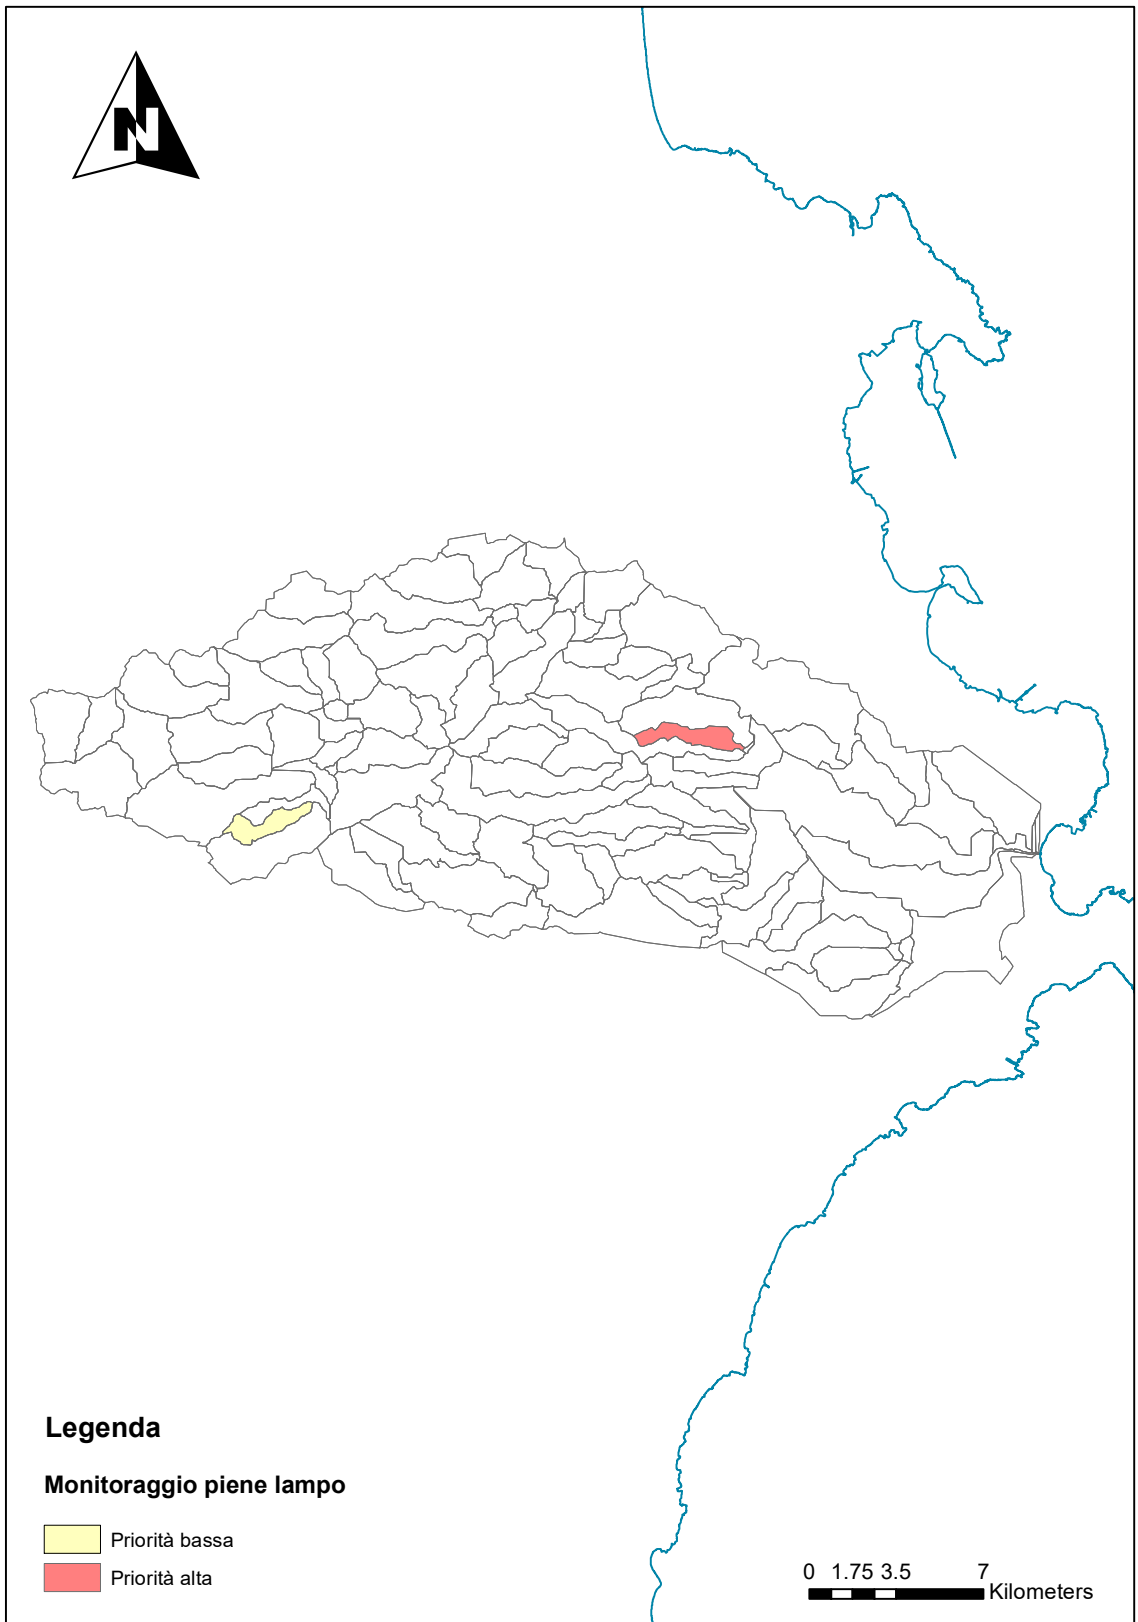 N
Legenda
Monitoraggio piene lampo
Priorità bassa
Priorità alta
0 1.75 3.5 7
Kilometers